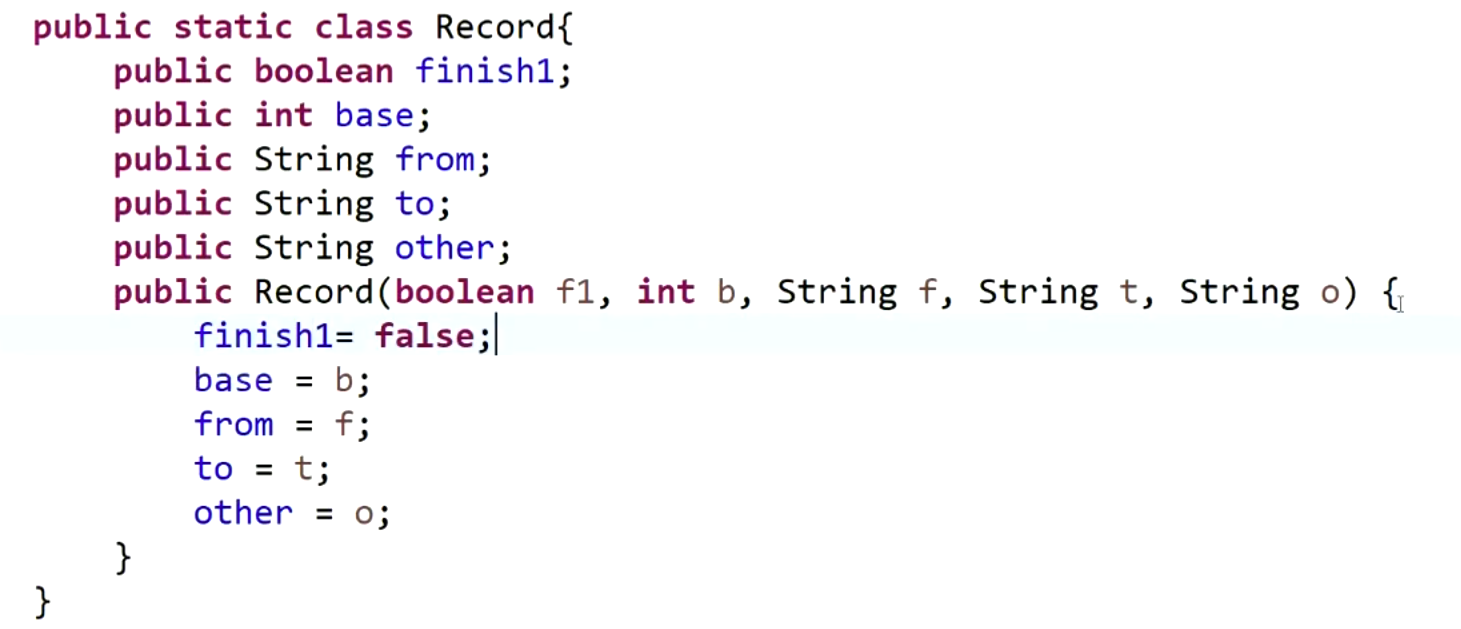 public static class Record{
    public boolean finish1;
    public int base;
    public String from;
    public String to;
    public String other;
    public Record(boolean f1, int b, String f, String t, String o) {
        finish1= false;
        base = b;
        from = f;
        to = t;
        other = o;
    }
}